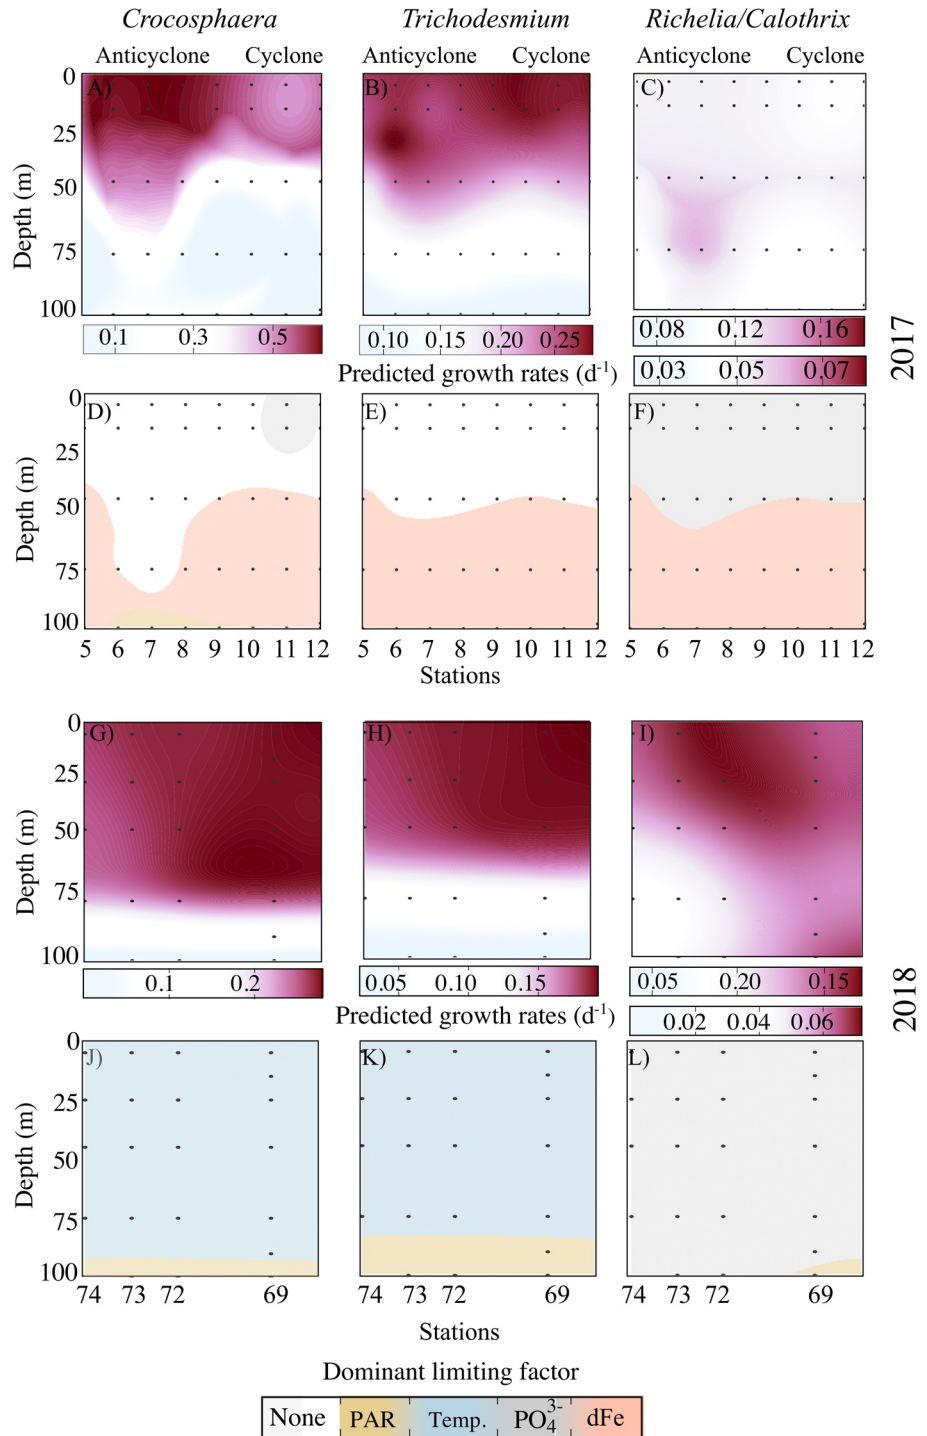 Crocosphaera Trichodesmium Richelia/Calothrix
Anticyclone Cyclone Anticyclone Cyclone Anticyclone Cyclone
A) B) C)
0
25
50
75
100
Depth (m)
0.1 0.3 0.5
0.10 0.15 0.20 0.25
0.08 0.12 0.16
0.03 0.05 0.07
Predicted growth rates (d-1)
2017
D) E) F)
0
25
50
75
100
Depth (m)
5 6 7 8 9 10 11 12 5 6 7 8 9 10 11 12 5 6 7 8 9 10 11 12
Stations
G) H) I)
0
25
50
75
100
Depth (m)
0.1 0.2
0.05 0.10 0.15
0.05 0.20 0.15
0.02 0.04 0.06
Predicted growth rates (d-1)
2018
J) K) L)
0
25
50
75
100
Depth (m)
74 73 72 69 74 73 72 69 74 73 72 69
Stations
Dominant limiting factor
None PAR Temp. PO4 3- dFe